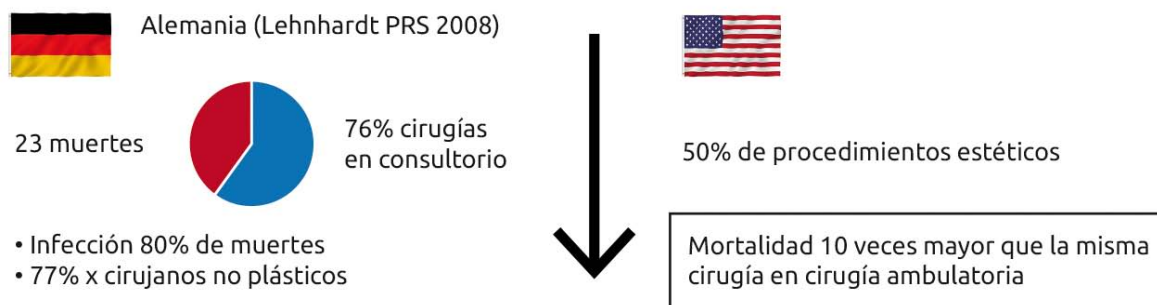 Alemania (Lehnhardt PRS 2008)
23 muertes
76% cirugías
en consultorio
• Infección 80% de muertes
• 77% x cirujanos no plásticos
50% de procedimientos estéticos
Mortalidad 10 veces mayor que la misma
cirugía en cirugía ambulatoria